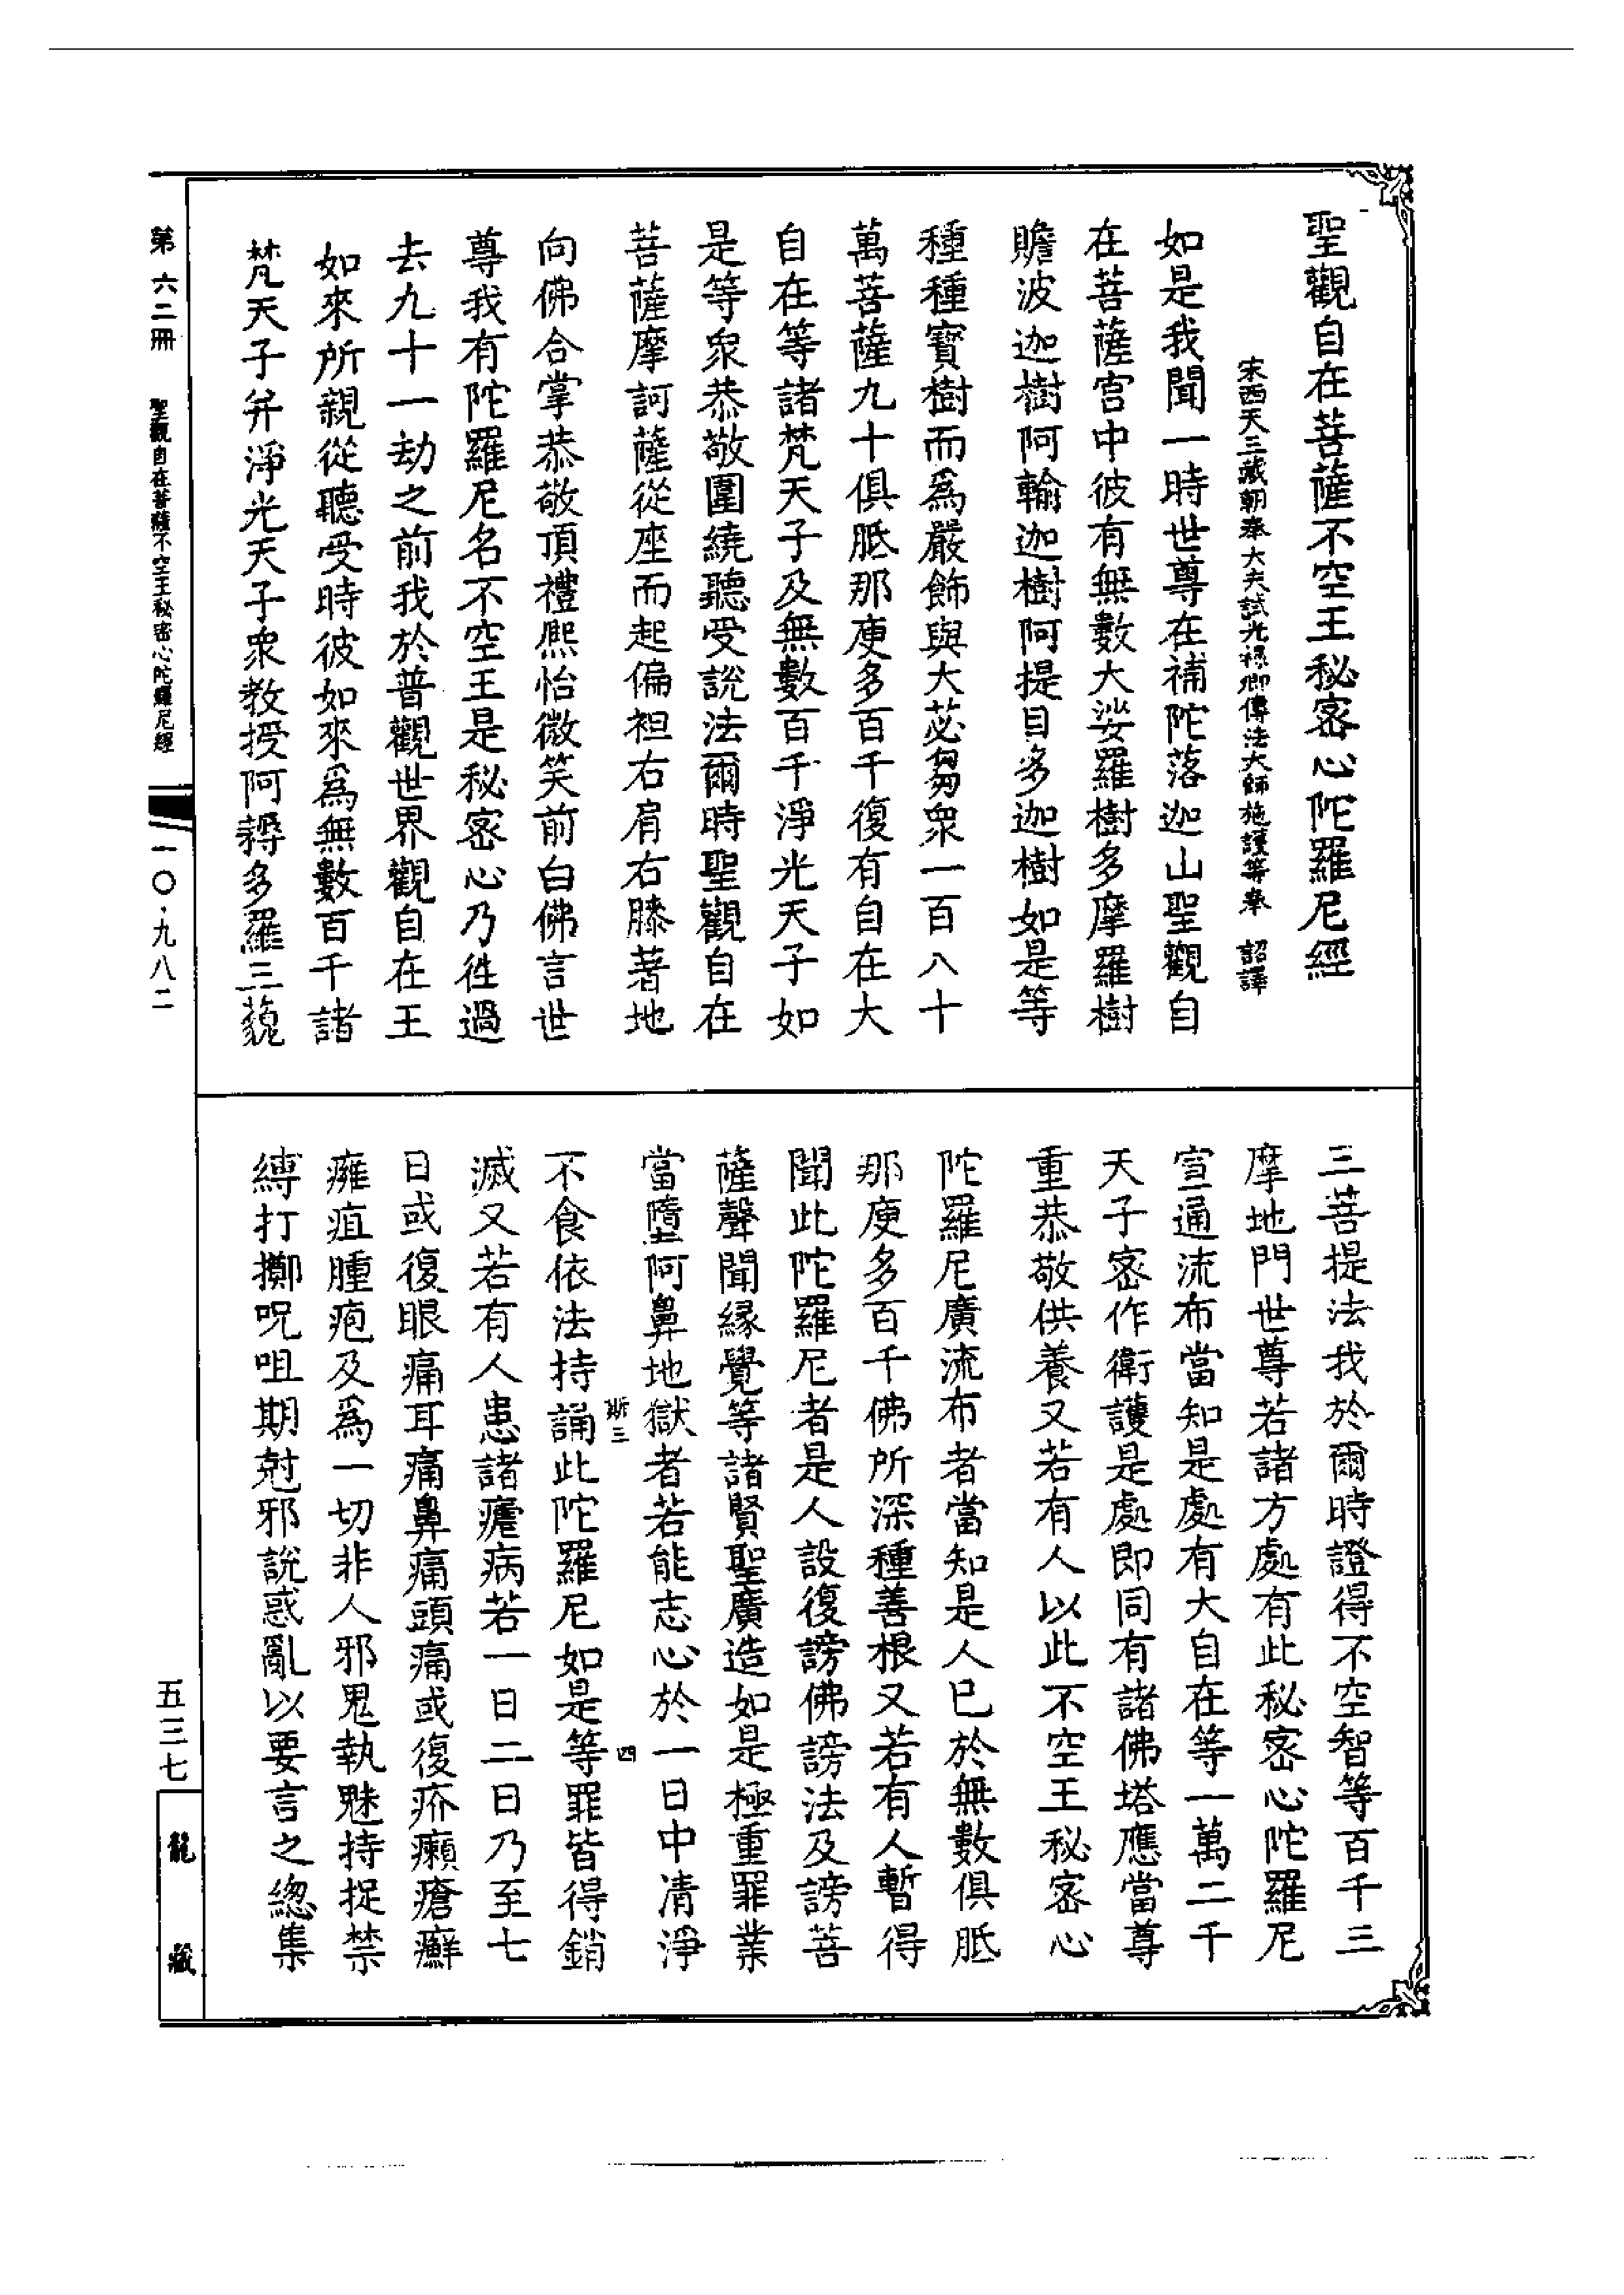 聖觀自在菩薩不空王秘密心陀羅尼經
宋西天三藏朝奉大夫試光祿卿傳法大師施護等奉 詔譯
如是我聞一時世尊在補陀落迦山聖觀自
在菩薩宮中彼有無數大娑羅樹多摩羅樹
贍波迦樹阿輸迦樹阿提目多迦樹如是等
種種寶樹而爲嚴飾與大苾芻衆一百八十
萬菩薩九十俱胝那庾多百千復有自在大
自在等諸梵天子及無數百千淨光天子如
是等衆恭敬圍繞聽受說法爾時聖觀自在
菩薩摩訶薩從座而起偏袒右肩右膝著地
向佛合掌恭敬頂禮熈怡微笑前白佛言世
尊我有陀羅尼名不空王是秘密心乃徃過
去九十一劫之前我於普觀世界觀自在王
如來所親從聽受時彼如來爲無數百千諸
梵天子并淨光天子衆教授阿耨多羅三藐
三菩提法我於爾時證得不空智等百千三
摩地門世尊若諸方處有此秘密心陀羅尼
宣通流布當知是處有大自在等一萬二千
天子密作衛護是處即同有諸佛塔應當尊
重恭敬供養又若有人以此不空王秘密心
陀羅尼廣流布者當知是人已於無數俱胝
那庾多百千佛所深種善根又若有人暫得
聞此陀羅尼者是人設復謗佛謗法及謗菩
薩聲聞縁覺等諸賢聖廣造如是極重罪業
當墮阿鼻地獄者若能志心於一日中清淨
斯三 四
不食依法持誦此陀羅尼如是等罪皆得銷
滅又若有人患諸瘧病若一日二日乃至七
日或復眼痛耳痛鼻痛頭痛或復疥癩瘡癬
癰疽腫疱及爲一切非人邪鬼執魅持捉禁
縛打擲呪咀期尅邪說惑亂以要言之緫集
第六二冊 聖觀自在菩薩不空王秘密心陀羅尼經
一〇·九八二
五三七
龍藏